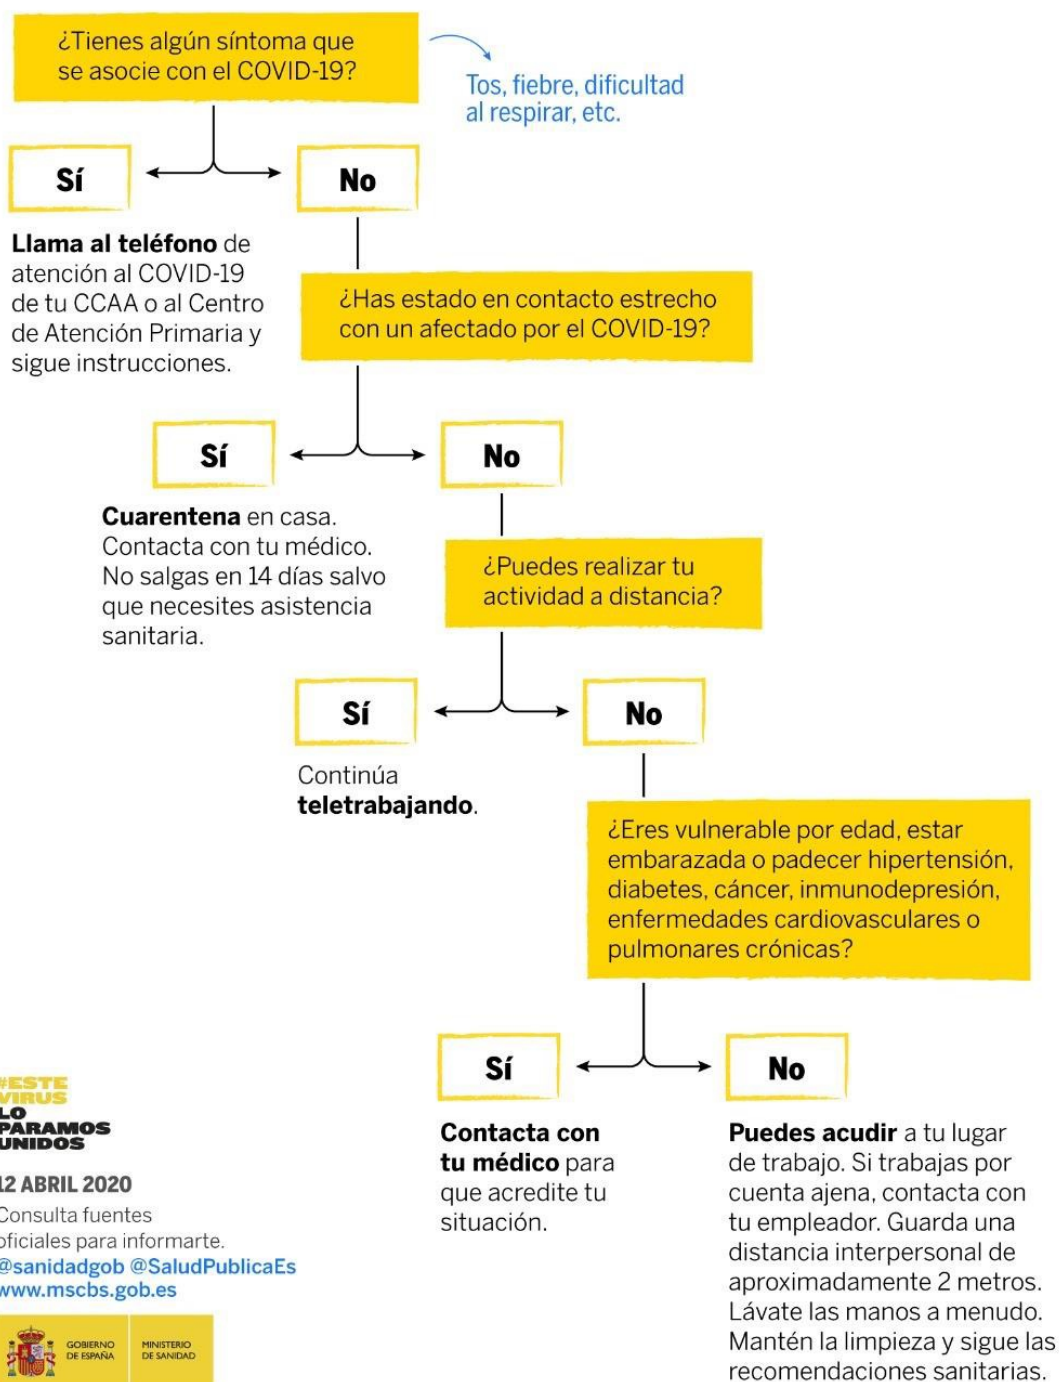 ¿Tienes algún síntoma que
se asocie con el COVID-19?
Tos, fiebre, dificultad
al respirar, etc.
Sí
No
Llama al teléfono de
atención al COVID-19
de tu CCAA o al Centro
de Atención Primaria y
sigue instrucciones.
¿Has estado en contacto estrecho
con un afectado por el COVID-19?
Sí
No
Cuarentena en casa.
Contacta con tu médico.
No salgas en 14 días salvo
que necesites asistencia
sanitaria.
¿Puedes realizar tu
actividad a distancia?
Sí
No
Continúa
teletrabajando.
¿Eres vulnerable por edad, estar
embarazada o padecer hipertensión,
diabetes, cáncer, inmunodepresión,
enfermedades cardiovasculares o
pulmonares crónicas?
Sí
No
Contacta con
tu médico para
que acredite tu
situación.
Puedes acudir a tu lugar
de trabajo. Si trabajas por
cuenta ajena, contacta con
tu empleador. Guarda una
distancia interpersonal de
aproximadamente 2 metros.
Lávate las manos a menudo.
Mantén la limpieza y sigue las
recomendaciones sanitarias.
#ESTE
VIRUS
LO
PARAMOS
UNIDOS
12 ABRIL 2020
Consulta fuentes
oficiales para informarte.
@sanidadgob @SaludPublicaEs
www.mscbs.gob.es
GOBIERNO
DE ESPAÑA
MINISTERIO
DE SANIDAD